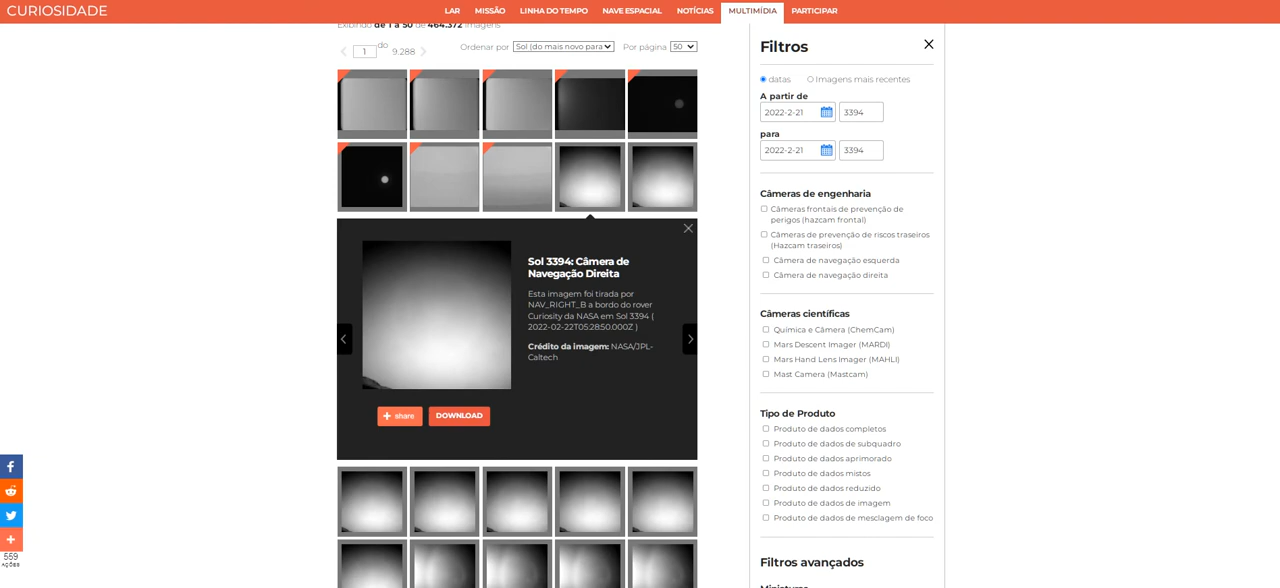 CURIOSIDADE
LAR MISSÃO LINHA DO TEMPO NAVE ESPACIAL NOTÍCIAS MULTIMÍDIA PARTICIPAR
Exibindo de 1 a 50 de 464.372 imagens
1 do 9.288
Ordenar por Sol (do mais novo para
Por página 50
Sol 3394: Câmera de
Navegação Direita
Esta imagem foi tirada por
NAV_RIGHT_B a bordo do rover
Curiosity da NASA em Sol 3394 (
2022-02-22T05:28:50.000Z )
Crédito da imagem: NASA/JPL-
Caltech
share
DOWNLOAD
559
AÇÕES
Filtros
datas Imagens mais recentes
A partir de
2022-2-21 3394
para
2022-2-21 3394
Câmeras de engenharia
Câmeras frontais de prevenção de
perigos (hazcam frontal)
Câmeras de prevenção de riscos traseiros
(Hazcam traseiros)
Câmera de navegação esquerda
Câmera de navegação direita
Câmeras científicas
Química e Câmera (ChemCam)
Mars Descent Imager (MARDI)
Mars Hand Lens Imager (MAHLI)
Mast Camera (Mastcam)
Tipo de Produto
Produto de dados completos
Produto de dados de subquadro
Produto de dados aprimorado
Produto de dados mistos
Produto de dados reduzido
Produto de dados de imagem
Produto de dados de mesclagem de foco
Filtros avançados
Miniaturas